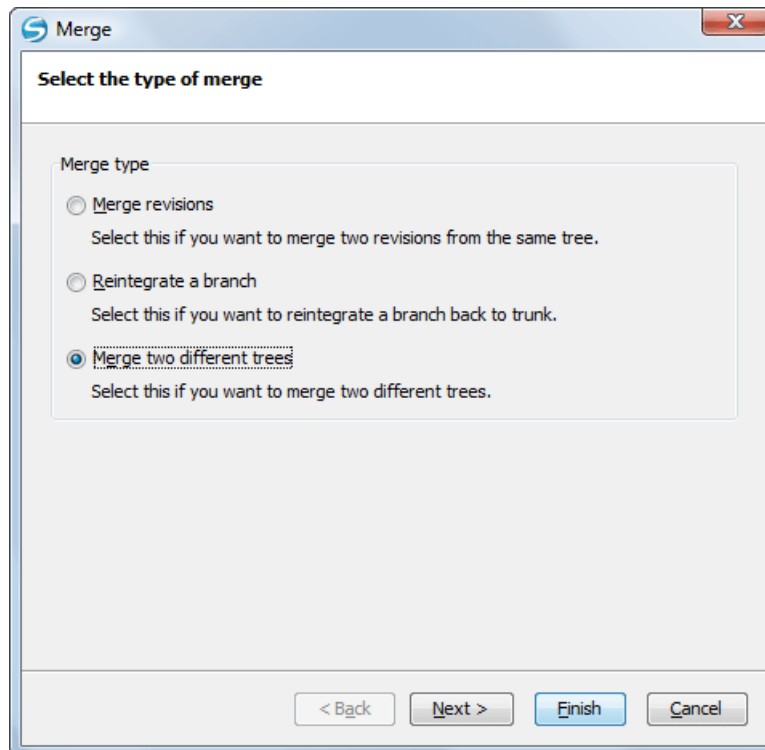 Merge
Select the type of merge
Merge type
Merge revisions
Select this if you want to merge two revisions from the same tree.
Reintegrate a branch
Select this if you want to reintegrate a branch back to trunk.
Merge two different trees
Select this if you want to merge two different trees.
< Back Next > Finish Cancel